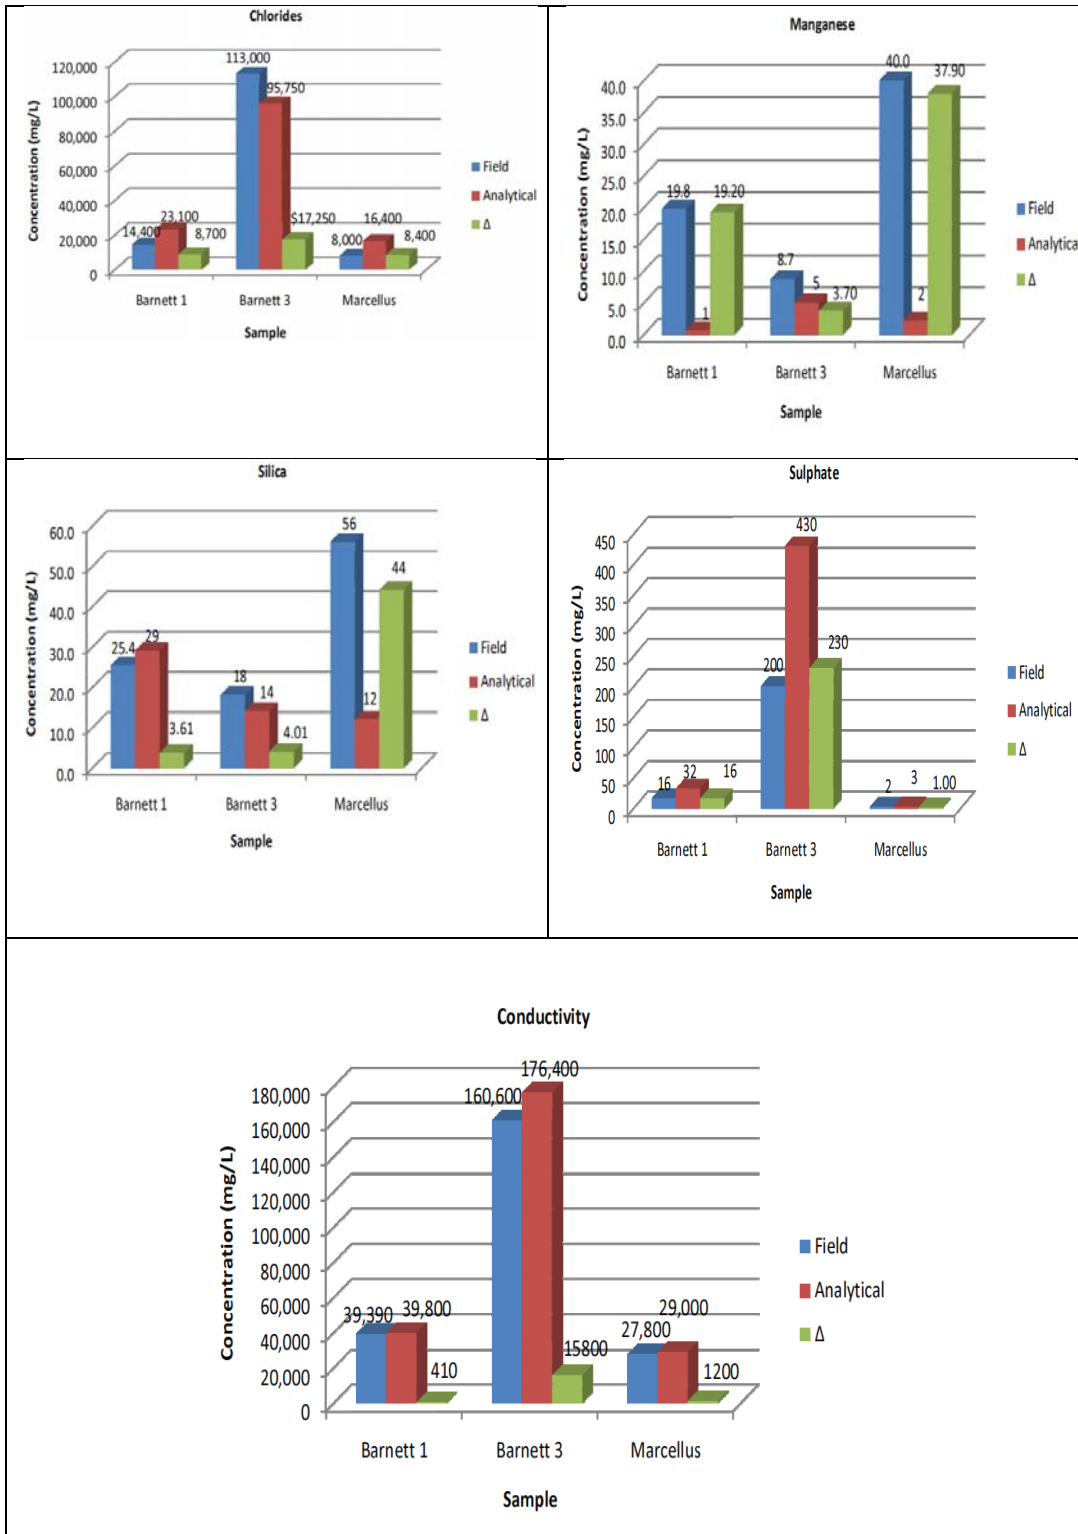 Chlorides
120,000
100,000
80,000
60,000
40,000
20,000
0
Concentration (mg/L)
14,400
23,100
8,700
113,000
95,750
$17,250
8,000
16,400
8,400
Barnett 1
Barnett 3
Marcellus
Sample
Field
Analytical
Δ
Manganese
40.0
35.0
30.0
25.0
20.0
15.0
10.0
5.0
0.0
Concentration (mg/L)
19.8
1
19.20
8.7
5
3.70
40.0
2
37.90
Barnett 1
Barnett 3
Marcellus
Sample
Field
Analytica
Δ
Silica
60.0
50.0
40.0
30.0
20.0
10.0
0.0
Concentration (mg/L)
25.4
29
3.61
18
14
4.01
56
12
44
Barnett 1
Barnett 3
Marcellus
Sample
Field
Analytical
Δ
Sulphate
450
400
350
300
250
200
150
100
50
0
Concentration (mg/L)
16
32
16
200
430
230
2
3
1.00
Barnett 1
Barnett 3
Marcellus
Sample
Field
Analytical
Δ
Conductivity
180,000
160,000
140,000
120,000
100,000
80,000
60,000
40,000
20,000
0
Concentration (mg/L)
39,390
39,800
410
160,600
176,400
15800
27,800
29,000
1200
Barnett 1
Barnett 3
Marcellus
Sample
Field
Analytical
Δ